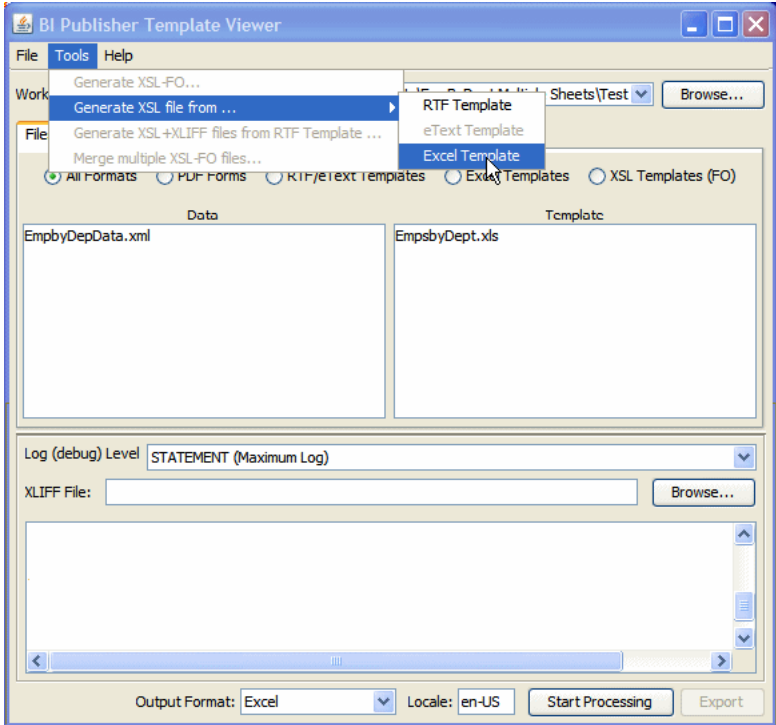 BI Publisher Template Viewer
File Tools Help
Generate XSL-FO...
Generate XSL file from ...
Generate XSL+XLIFF files from RTF Template ...
Merge multiple XSL-FO files...
RTF Template
eText Template
Excel Template
Work Sheets\Test Browse...
File
All Formats PDF Forms RTF/eText Templates Excel Templates XSL Templates (FO)
Data Template
EmpbyDepData.xml EmpsbyDept.xls
Log (debug) Level STATEMENT (Maximum Log)
XLIFF File: Browse...
Output Format: Excel Locale: en-US Start Processing Export